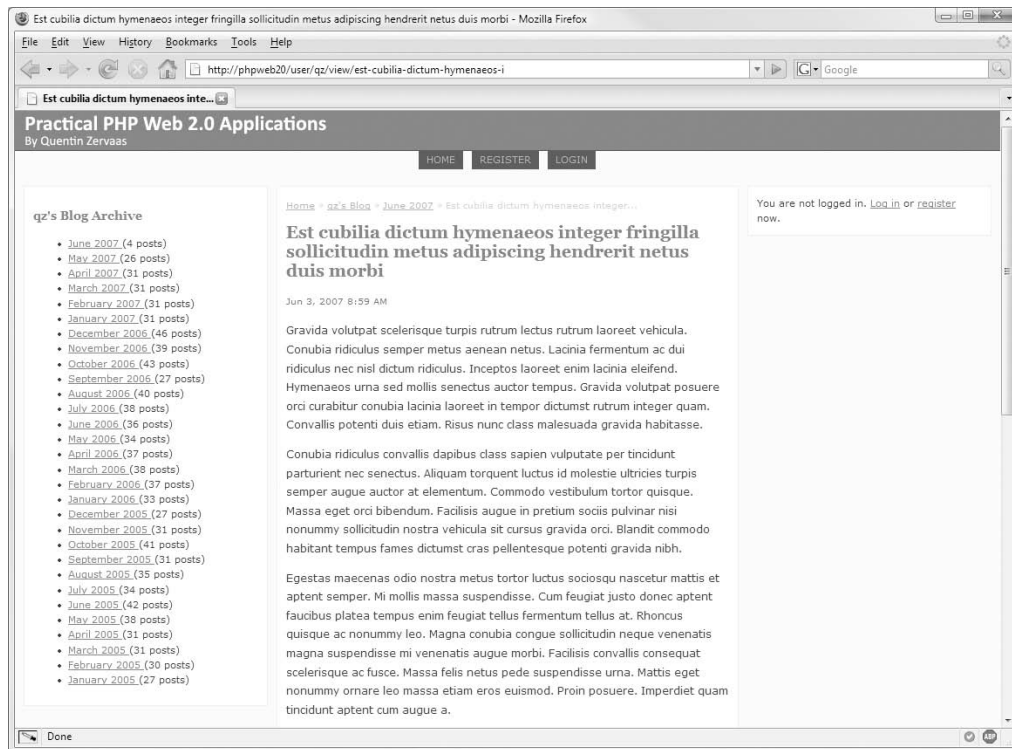 Est cubilia dictum hymenaeos integer fringilla sollicitudin metus adipiscing hendrerit netus duis morbi - Mozilla Firefox
File Edit View History Bookmarks Tools Help
http://phpweb20/user/qz/view/est-cubilia-dictum-hymenaeos-i
G Google
Est cubilia dictum hymenaeos inte...
Practical PHP Web 2.0 Applications
By Quentin Zervaas
HOME REGISTER LOGIN
qz's Blog Archive
• June 2007 (4 posts)
• May 2007 (26 posts)
• April 2007 (31 posts)
• March 2007 (31 posts)
• February 2007 (31 posts)
• January 2007 (31 posts)
• December 2006 (46 posts)
• November 2006 (39 posts)
• October 2006 (43 posts)
• September 2006 (27 posts)
• August 2006 (40 posts)
• July 2006 (38 posts)
• June 2006 (36 posts)
• May 2006 (34 posts)
• April 2006 (37 posts)
• March 2006 (38 posts)
• February 2006 (37 posts)
• January 2006 (33 posts)
• December 2005 (27 posts)
• November 2005 (31 posts)
• October 2005 (41 posts)
• September 2005 (31 posts)
• August 2005 (35 posts)
• July 2005 (34 posts)
• June 2005 (42 posts)
• May 2005 (38 posts)
• April 2005 (31 posts)
• March 2005 (31 posts)
• February 2005 (30 posts)
• January 2005 (27 posts)
Home » qz's Blog » June 2007 » Est cubilia dictum hymenaeos integer...
Est cubilia dictum hymenaeos integer fringilla
sollicitudin metus adipiscing hendrerit netus
duis morbi
Jun 3, 2007 8:59 AM
Gravida volutpat scelerisque turpis rutrum lectus rutrum laoreet vehicula.
Conubia ridiculus semper metus aenean netus. Lacinia fermentum ac dui
ridiculus nec nisl dictum ridiculus. Inceptos laoreet enim lacinia eleifend.
Hymenaeos urna sed mollis senectus auctor tempus. Gravida volutpat posuere
orci curabitur conubia lacinia laoreet in tempor dictumst rutrum integer quam.
Convallis potenti duis etiam. Risus nunc class malesuada gravida habitasse.
Conubia ridiculus convallis dapibus class sapien vulputate per tincidunt
parturient nec senectus. Aliquam torquent luctus id molestie ultricies turpis
semper augue auctor at elementum. Commodo vestibulum tortor quisque.
Massa eget orci bibendum. Facilisis augue in pretium sociis pulvinar nisi
nonummy sollicitudin nostra vehicula sit cursus gravida orci. Blandit commodo
habitant tempus fames dictumst cras pellentesque potenti gravida nibh.
Egestas maecenas odio nostra metus tortor luctus sociosqu nascetur mattis et
aptent semper. Mi mollis massa suspendisse. Cum feugiat justo donec aptent
faucibus platea tempus enim feugiat tellus fermentum tellus at. Rhoncus
quisque ac nonummy leo. Magna conubia congue sollicitudin neque venenatis
magna suspendisse mi venenatis augue morbi. Facilisis convallis consequat
scelerisque ac fusce. Massa felis netus pede suspendisse urna. Mattis eget
nonummy ornare leo massa etiam eros euismod. Proin posuere. Imperdiet quam
tincidunt aptent cum augue a.
You are not logged in. Log in or register
now.
Done
ABP